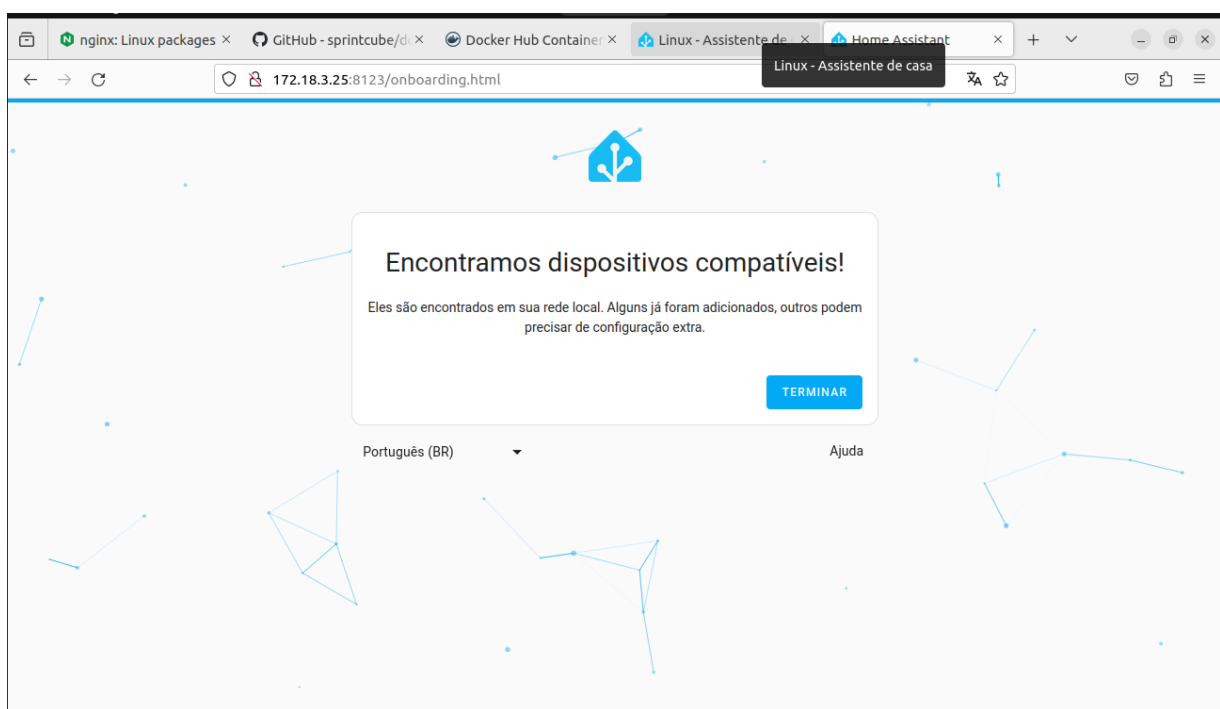 nginx: Linux packages
GitHub - sprintcube/do
Docker Hub Container
Linux - Assistente de
Home Assistant
Linux - Assistente de casa
172.18.3.25:8123/onboarding.html
Encontramos dispositivos compatíveis!
Eles são encontrados em sua rede local. Alguns já foram adicionados, outros podem
precisar de configuração extra.
TERMINAR
Português (BR)
Ajuda